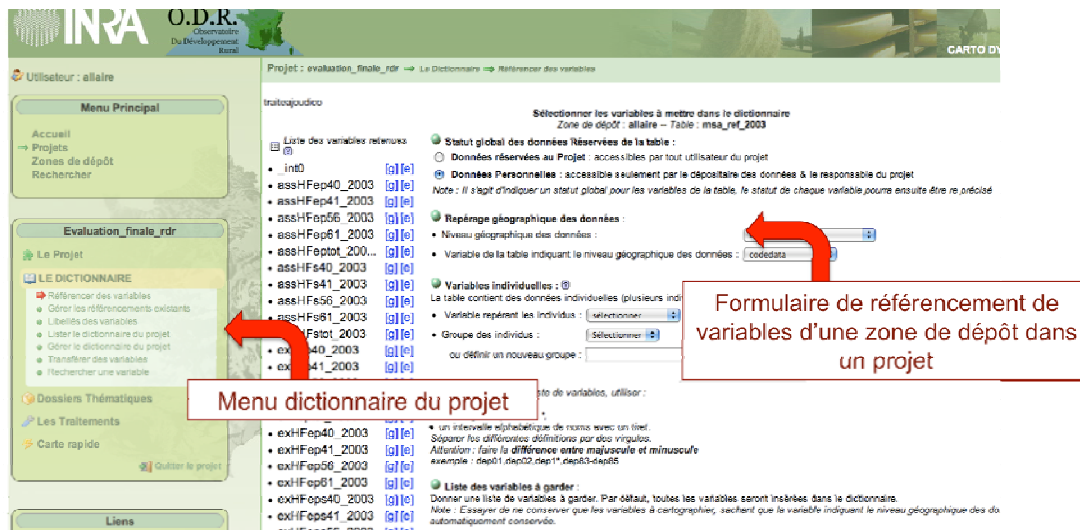 INRA
O.D.R.
Observatoire
Du Développement
Rural
CARTO DY
Utilisateur : allaire
Projet : evaluation_finale_rdr ⇒ Le Dictionnaire ⇒ Référencer des variables
Menu Principal
Accueil
⇒ Projets
Zones de dépôt
Rechercher
Evaluation_finale_rdr
Le Projet
LE DICTIONNAIRE
Référencer des variables
Gérer les référencements existants
Libellés des variables
Lister le dictionnaire du projet
Gérer le dictionnaire du projet
Transférer des variables
Rechercher une variable
Dossiers Thématiques
Les Traitements
Carto rapide
Quitter le projet
Liens
traiteajoudico
Sélectionner les variables à mettre dans le dictionnaire
Zone de dépôt : allaire -- Table : msa_ref_2003
Liste des variables retenues
• _int0 [g] [e]
• assHFep40_2003 [g] [e]
• assHFep41_2003 [g] [e]
• assHFep56_2003 [g] [e]
• assHFep61_2003 [g] [e]
• assHFeptot_200... [g] [e]
• assHFs40_2003 [g] [e]
• assHFs41_2003 [g] [e]
• assHFs56_2003 [g] [e]
• assHFs61_2003 [g] [e]
HFstot_2003 [g] [e]
• ex 40_2003 [g] [e]
p41_2003 [g] [e]
• exHFep40_2003 [g] [e]
• exHFep41_2003 [g] [e]
• exHFep56_2003 [g] [e]
• exHFep61_2003 [g] [e]
• exHFeps40_2003 [g] [e]
• exHFeps41_2003 [g] [e]
Statut global des données Réservées de la table :
Données réservées au Projet : accessibles par tout utilisateur du projet
Données Personnelles : accessible seulement par le dépositaire des données & le responsable du projet
Note : Il s'agit d'indiquer un statut global pour les variables de la table, le statut de chaque variable pourra ensuite être re précisé
Repérage géographique des données :
• Niveau géographique des données :
• Variable de la table indiquant le niveau géographique des données : codedata
Variables individuelles :
La table contient des données individuelles (plusieurs indi
• Variable repérant les individus : sélectionner
• Groupe des individus : Sélectionner
ou définir un nouveau groupe :
ste de variables, utiliser :
• un intervalle alphabétique de noms avec un tiret.
Séparer les différentes définitions par des virgules.
Attention : faire la différence entre majuscule et minuscule
exemple : dep01,dep02,dep1*,dep83-dep85
Liste des variables à garder :
Donner une liste de variables à garder. Par défaut, toutes les variables seront insérées dans le dictionnaire.
Note : Essayer de ne conserver que les variables à cartographier, sachant que la variable indiquant le niveau géographique des do
automatiquement conservée.
Formulaire de référencement de
variables d'une zone de dépôt dans
un projet
Menu dictionnaire du projet